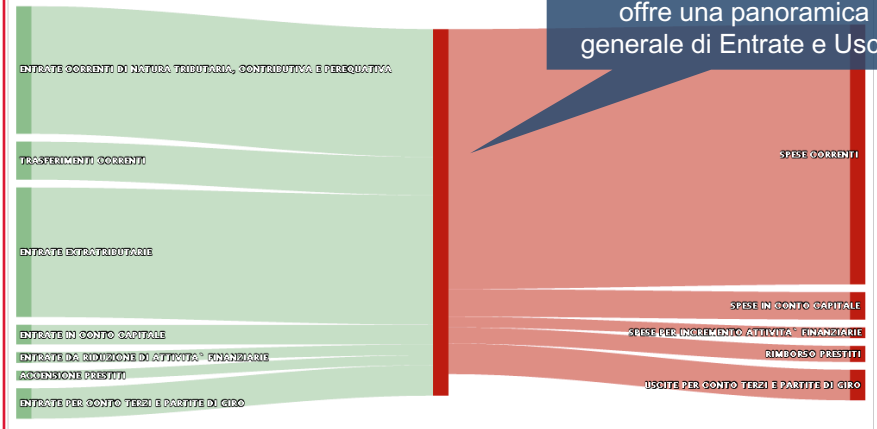 offre una panoramica
generale di Entrate e Usc
ENTRATE CORRENTI DI NATURA TRIBUTARIA, CONTRIBUTIVA E PEREQUATIVA
TRASFERIMENTI CORRENTI
ENTRATE EXTRATRIBUTARIE
ENTRATE IN CONTO CAPITALE
ENTRATE DA RIDUZIONE DI ATTIVITA` FINANZIARIE
ACCENSIONE PRESTITI
ENTRATE PER CONTO TERZI E PARTITE DI GIRO
SPESE CORRENTI
SPESE IN CONTO CAPITALE
SPESE PER INCREMENTO ATTIVITA` FINANZIARIE
RIMBORSO PRESTITI
USCITE PER CONTO TERZI E PARTITE DI GIRO